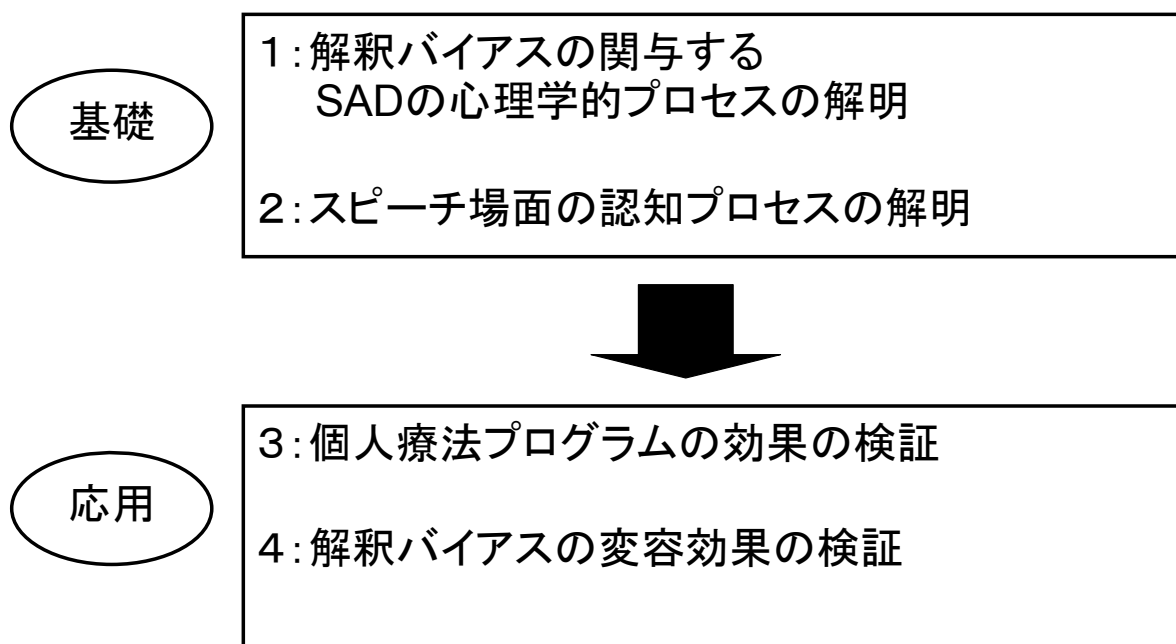 基礎
1:解釈バイアスの関与する
SADの心理学的プロセスの解明
2:スピーチ場面の認知プロセスの解明
応用
3:個人療法プログラムの効果の検証
4:解釈バイアスの変容効果の検証